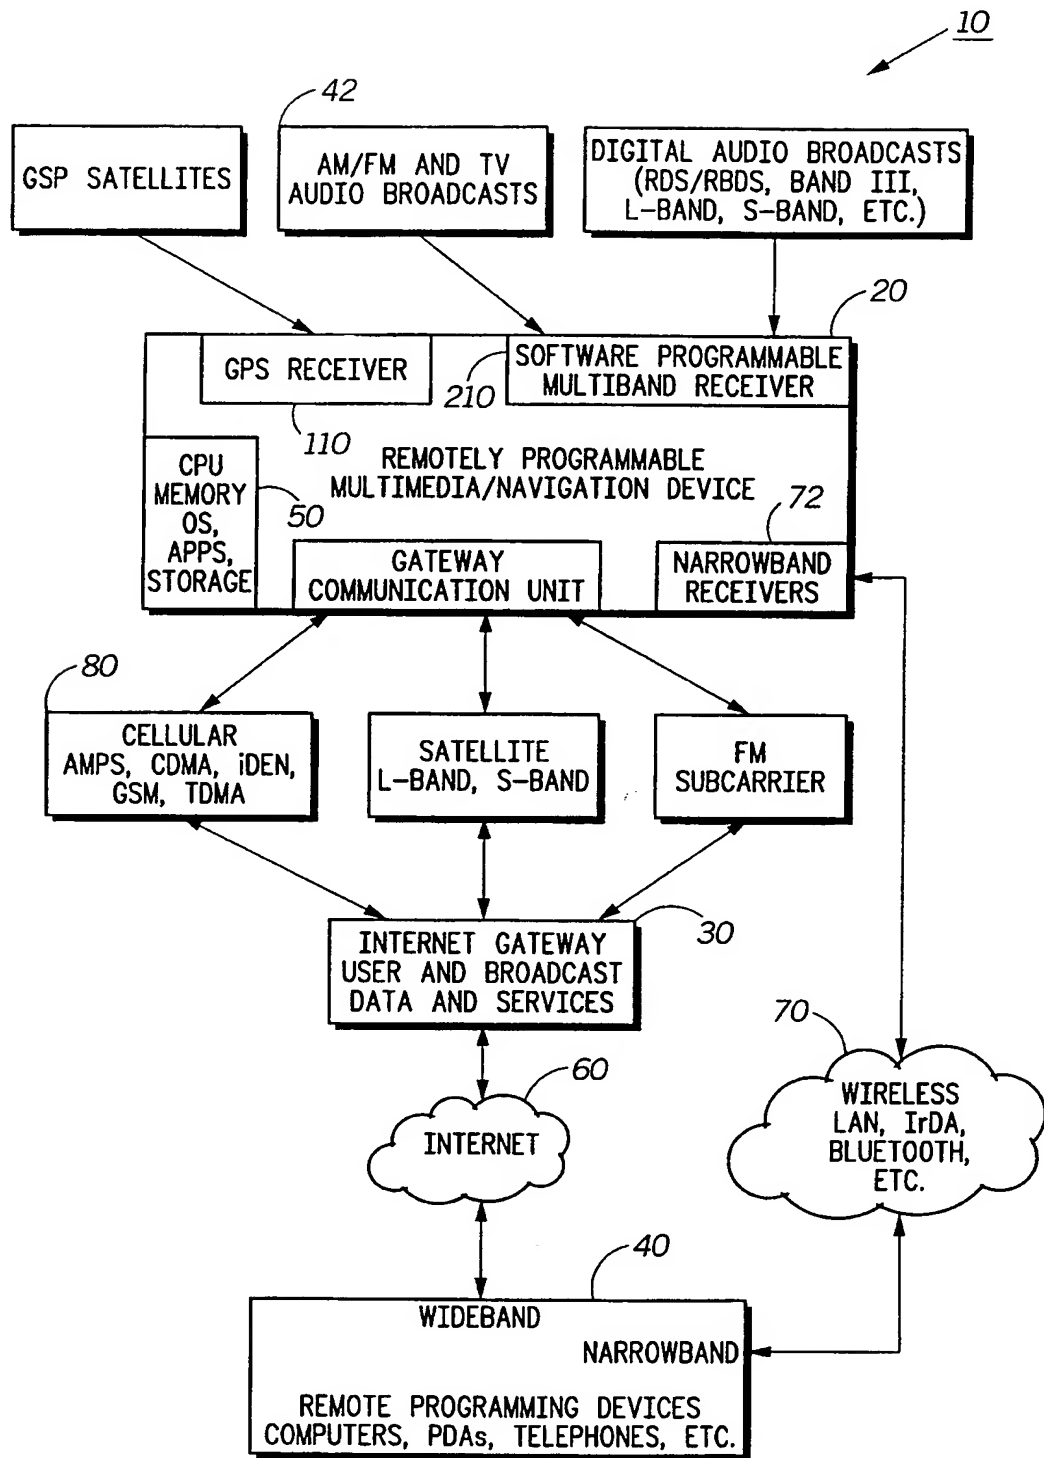 10
42
GSP SATELLITES
AM/FM AND TV
AUDIO BROADCASTS
DIGITAL AUDIO BROADCASTS
(RDS/RBDS, BAND III,
L-BAND, S-BAND, ETC.)
20
GPS RECEIVER
110
210
SOFTWARE PROGRAMMABLE
MULTIBAND RECEIVER
REMOTELY PROGRAMMABLE
MULTIMEDIA/NAVIGATION DEVICE
CPU
MEMORY
OS,
APPS,
STORAGE
50
72
GATEWAY
COMMUNICATION UNIT
NARROWBAND
RECEIVERS
80
CELLULAR
AMPS, CDMA, iDEN,
GSM, TDMA
SATELLITE
L-BAND, S-BAND
FM
SUBCARRIER
30
INTERNET GATEWAY
USER AND BROADCAST
DATA AND SERVICES
60
INTERNET
70
WIRELESS
LAN, IrDA,
BLUETOOTH,
ETC.
40
WIDEBAND
NARROWBAND
REMOTE PROGRAMMING DEVICES
COMPUTERS, PDAs, TELEPHONES, ETC.